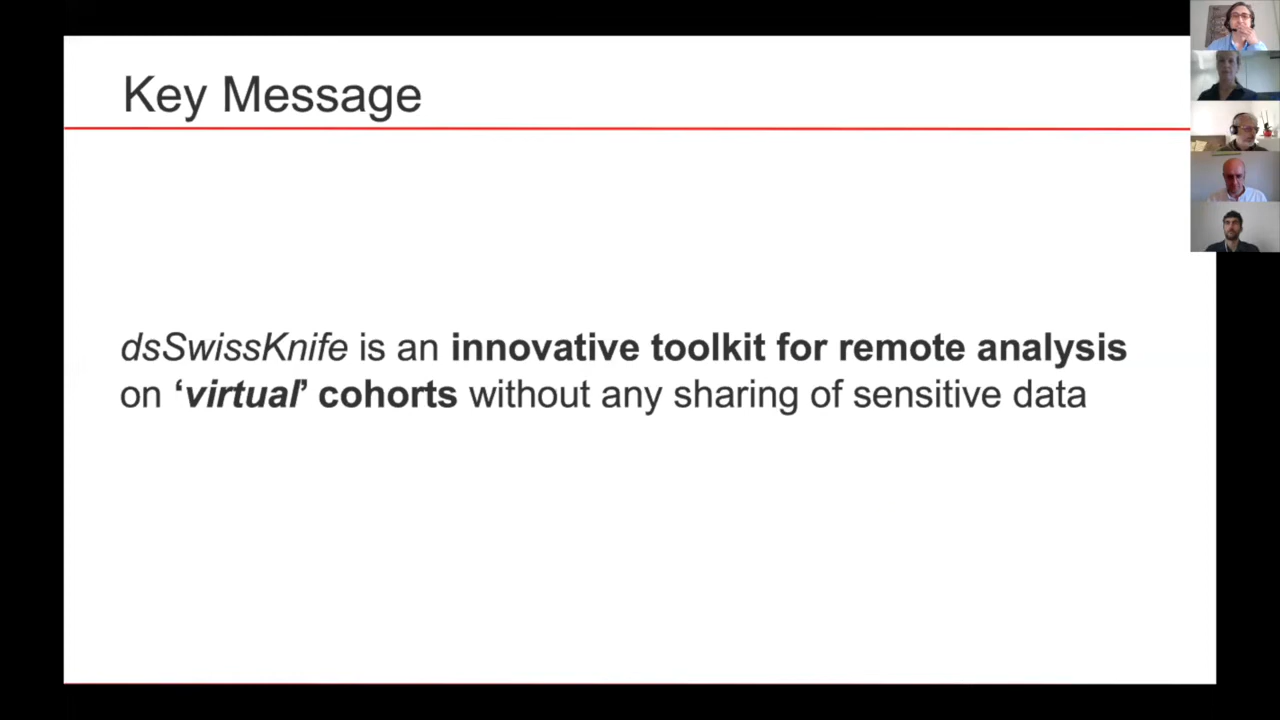 Key Message
dsSwissKnife is an innovative toolkit for remote analysis
on ‘virtual’ cohorts without any sharing of sensitive data